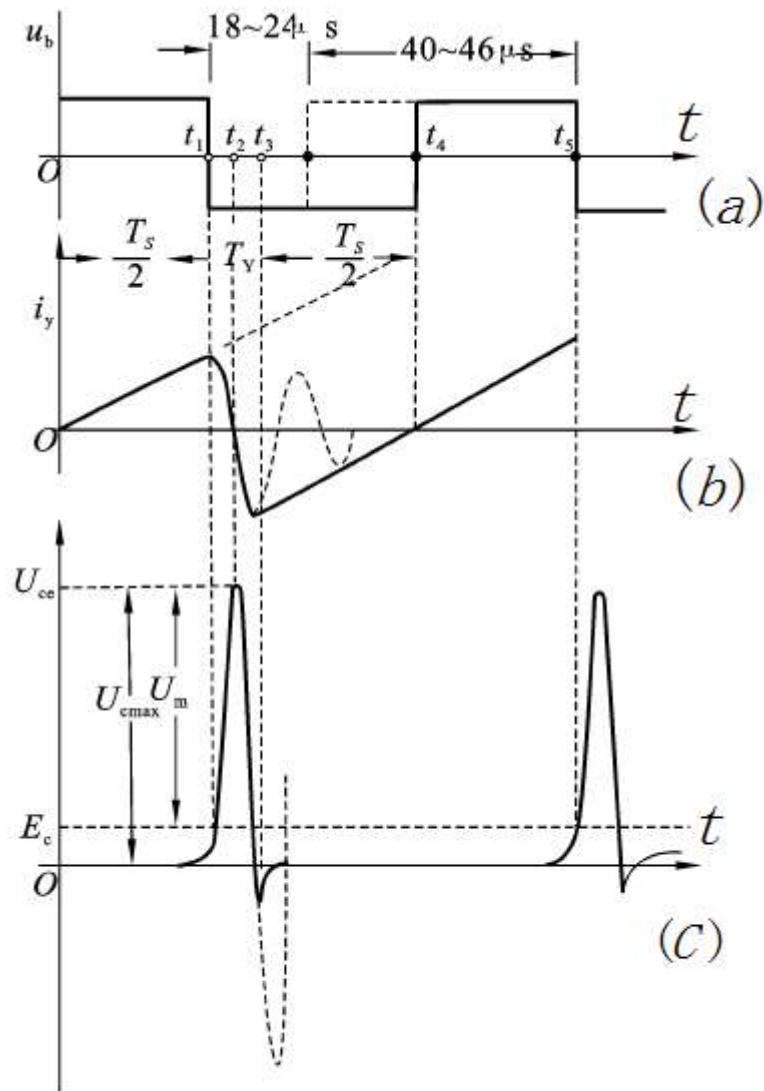 u_b
18~24μ s
40~46μs
t_1 t_2 t_3 t_4 t_5 t
O
(a)
T_S/2 T_Y T_S/2
i_y
O t
(b)
U_ce
U_cmax U_m
E_c t
O
(C)